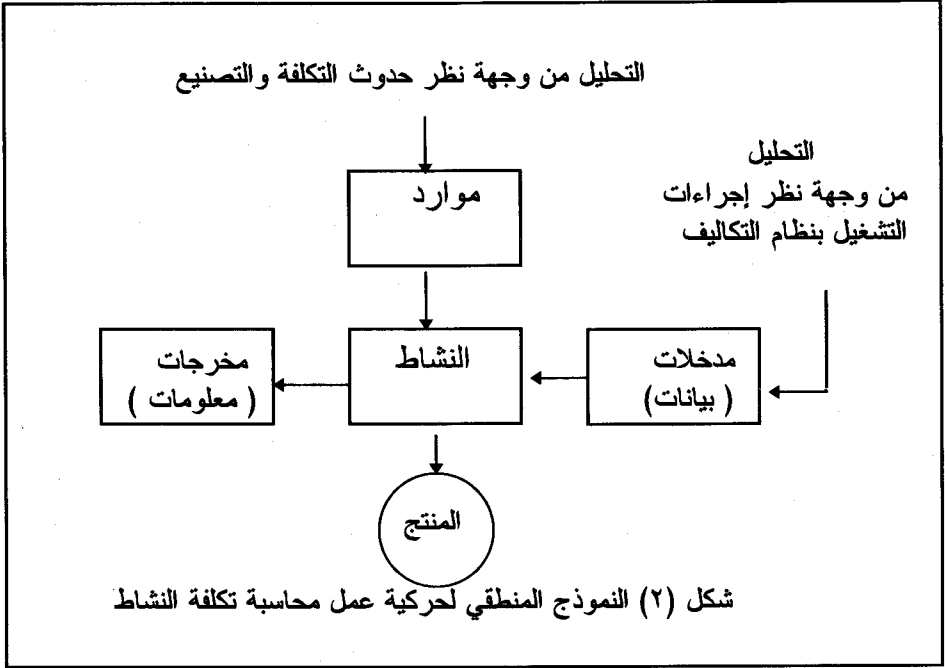 التحليل من وجهة نظر حدوث التكلفة والتصنيع
التحليل
من وجهة نظر إجراءات
التشغيل بنظام التكاليف
موارد
مدخلات
( بيانات)
النشاط
مخرجات
( معلومات )
المنتج
شكل (٢) النموذج المنطقي لحركية عمل محاسبة تكلفة النشاط